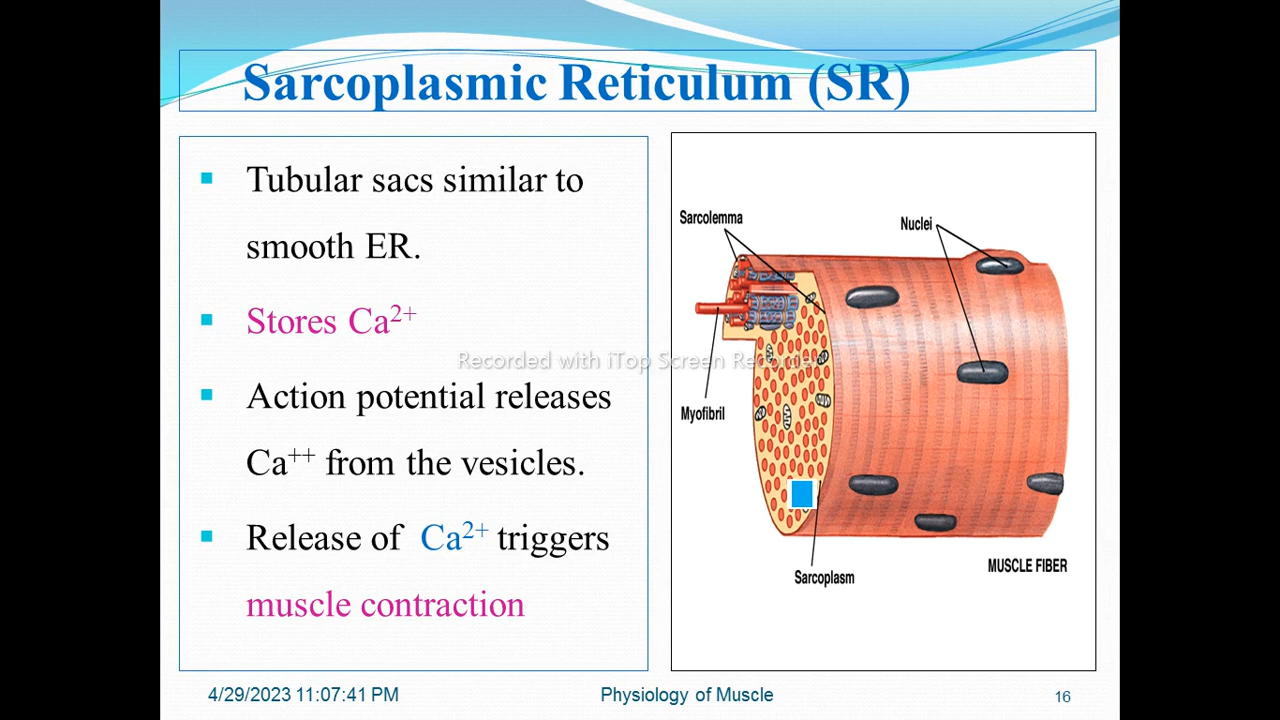 Sarcoplasmic Reticulum (SR)
▪ Tubular sacs similar to
smooth ER.
▪ Stores Ca²⁺
▪ Action potential releases
Ca⁺⁺ from the vesicles.
▪ Release of Ca²⁺ triggers
muscle contraction
Sarcolemma
Nuclei
Myofibril
Sarcoplasm
MUSCLE FIBER
Recorded with iTop Screen Recorder
4/29/2023 11:07:41 PM
Physiology of Muscle
16